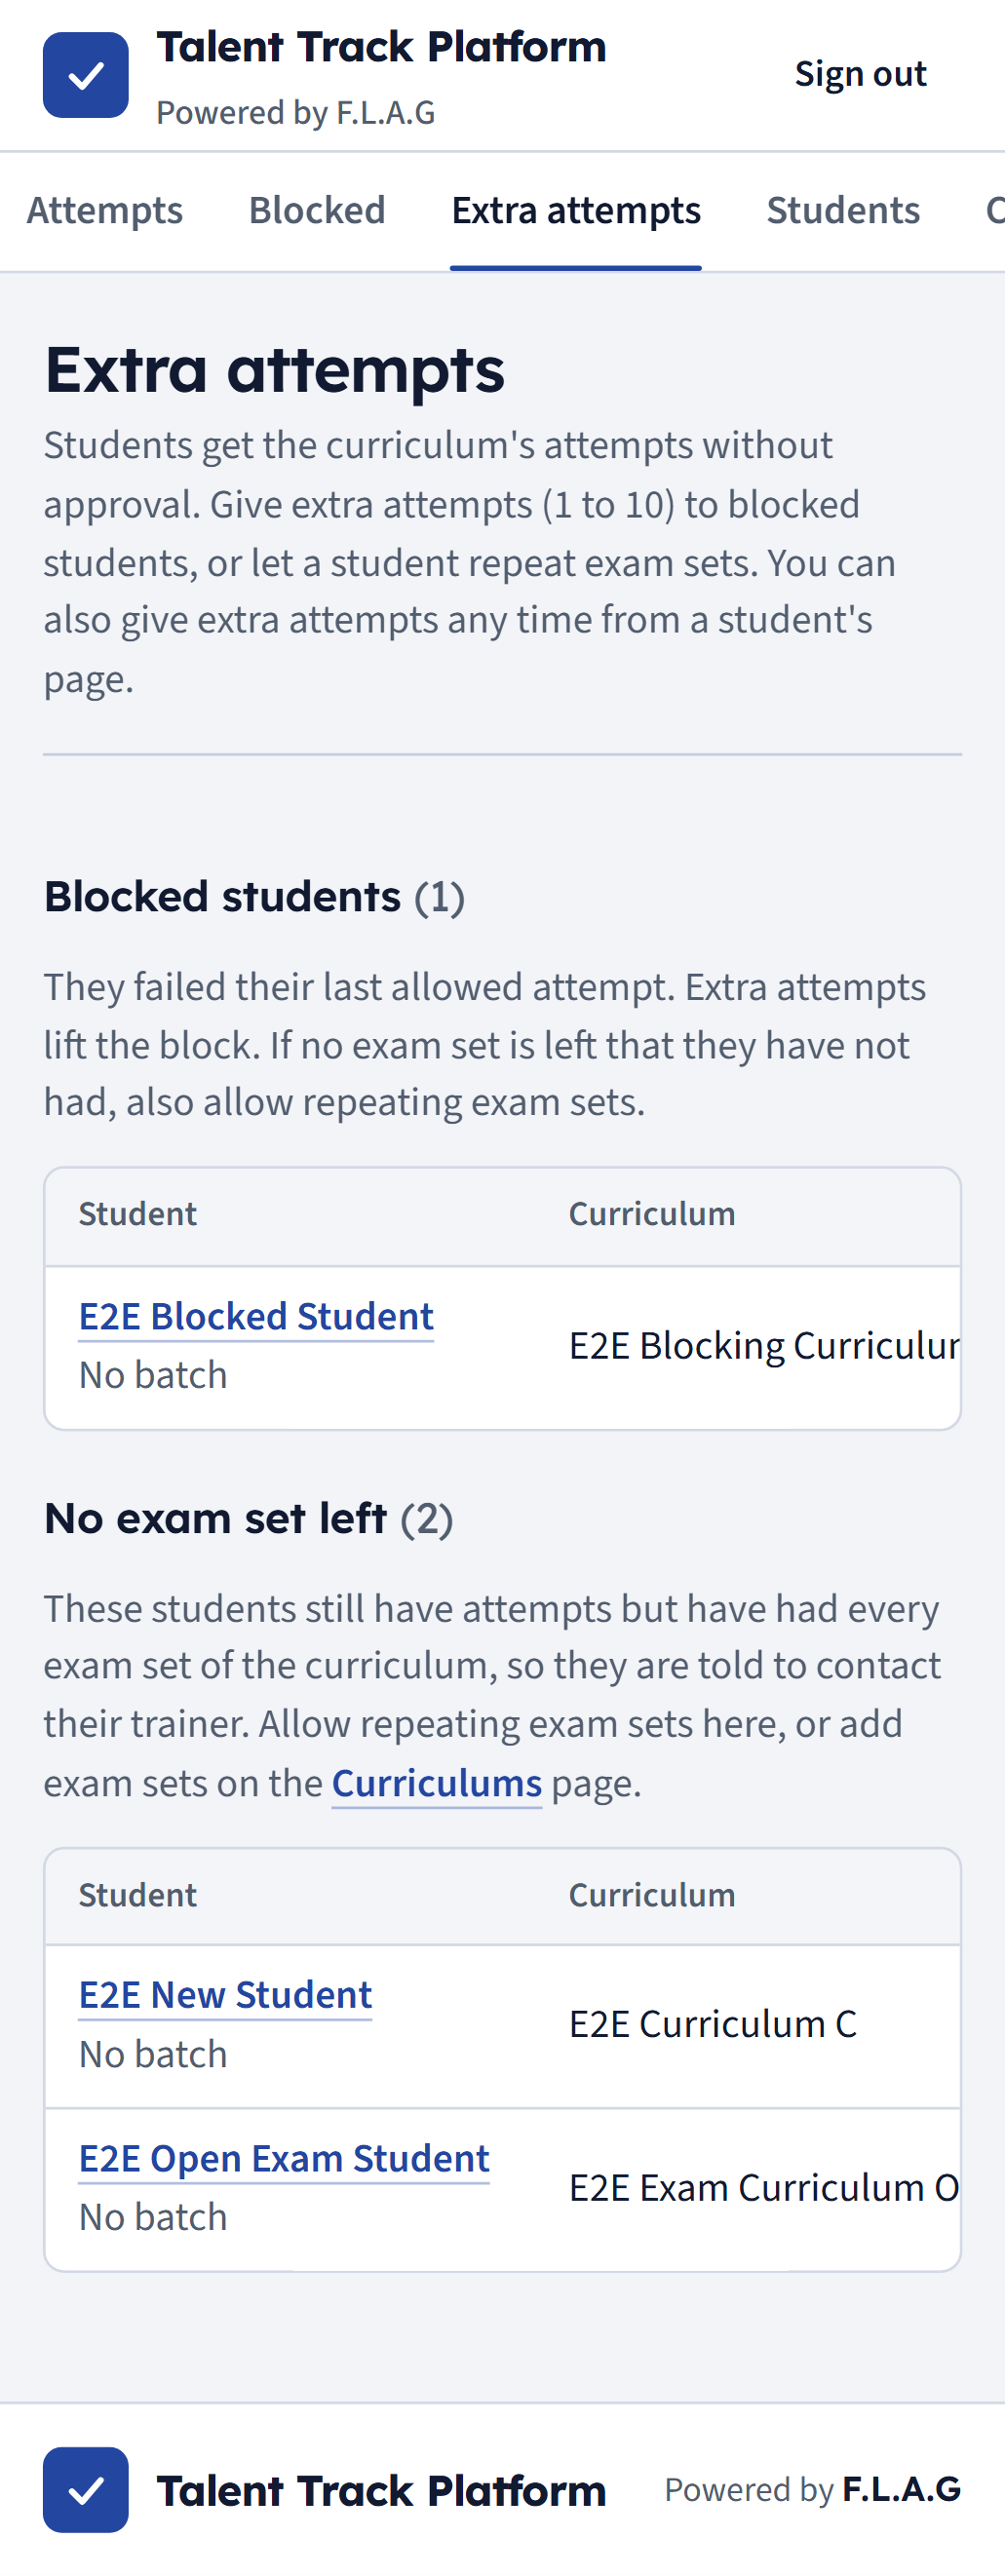 Talent Track Platform
Powered by F.L.A.G
Sign out
Attempts Blocked Extra attempts Students C
Extra attempts
Students get the curriculum's attempts without
approval. Give extra attempts (1 to 10) to blocked
students, or let a student repeat exam sets. You can
also give extra attempts any time from a student's
page.
Blocked students (1)
They failed their last allowed attempt. Extra attempts
lift the block. If no exam set is left that they have not
had, also allow repeating exam sets.
Student Curriculum
E2E Blocked Student
No batch
E2E Blocking Curriculum
No exam set left (2)
These students still have attempts but have had every
exam set of the curriculum, so they are told to contact
their trainer. Allow repeating exam sets here, or add
exam sets on the Curriculums page.
Student Curriculum
E2E New Student
No batch
E2E Curriculum C
E2E Open Exam Student
No batch
E2E Exam Curriculum O
Talent Track Platform Powered by F.L.A.G